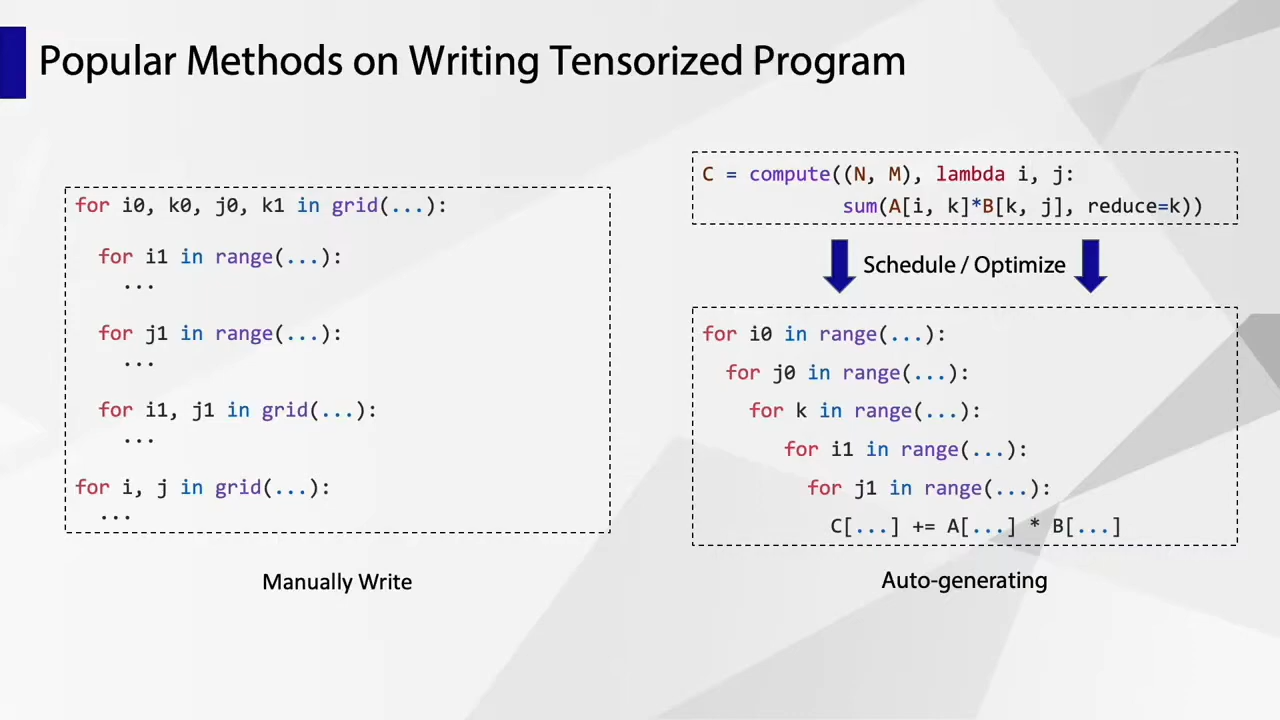 Popular Methods on Writing Tensorized Program
for i0, k0, j0, k1 in grid(...):
for i1 in range(...):
...
for j1 in range(...):
...
for i1, j1 in grid(...):
...
for i, j in grid(...):
...
Manually Write
C = compute((N, M), lambda i, j:
sum(A[i, k]*B[k, j], reduce=k))
Schedule / Optimize
for i0 in range(...):
for j0 in range(...):
for k in range(...):
for i1 in range(...):
for j1 in range(...):
C[...] += A[...] * B[...]
Auto-generating